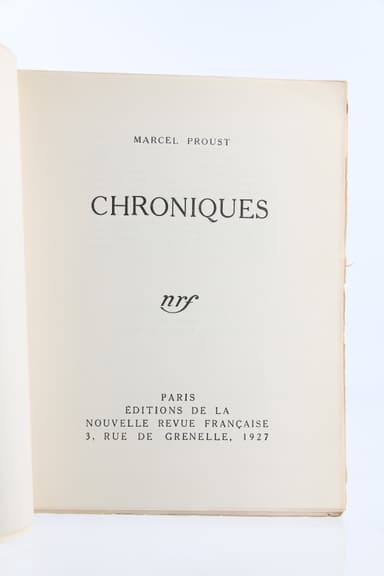 MARCEL PROUST
CHRONIQUES
nrf
PARIS
ÉDITIONS DE LA
NOUVELLE REVUE FRANÇAISE
3, RUE DE GRENELLE, 1927